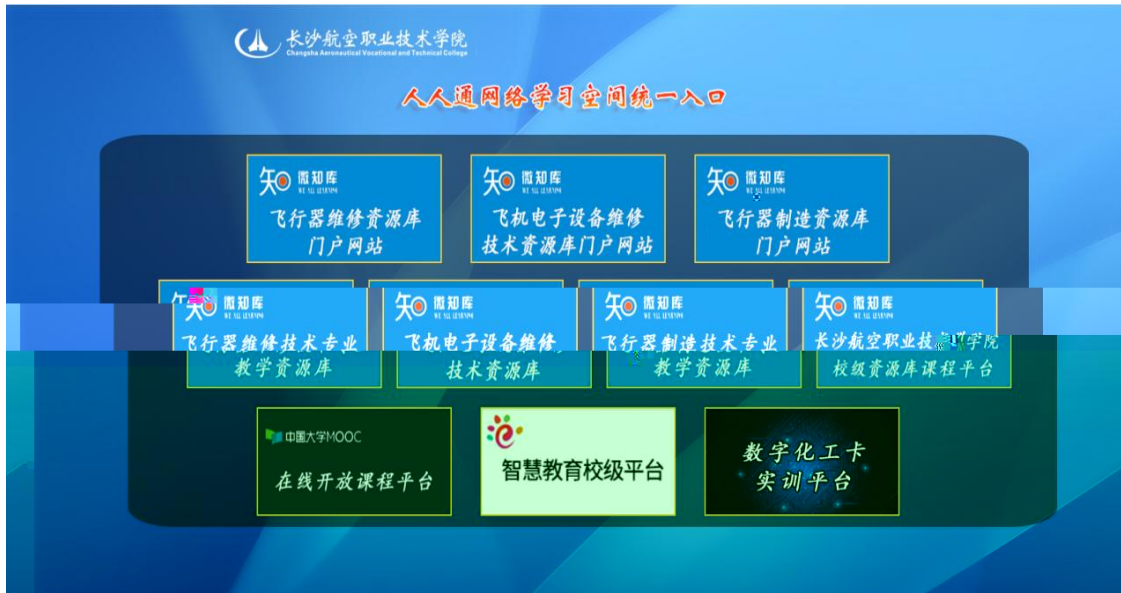 长沙航空职业技术学院
Changsha Aeronautical Vocational and Technical College
人人通网络学习空间统一入口
知 微知库
飞行器维修资源库
门户网站
知 微知库
飞机电子设备维修
技术资源库门户网站
知 微知库
飞行器制造资源库
门户网站
知 微知库
飞行器维修技术专业
教学资源库
知 微知库
飞机电子设备维修
技术资源库
知 微知库
飞行器制造技术专业
教学资源库
知 微知库
长沙航空职业技术学院
校级资源库课程平台
中国大学MOOC
在线开放课程平台
智慧教育校级平台
数字化工卡
实训平台